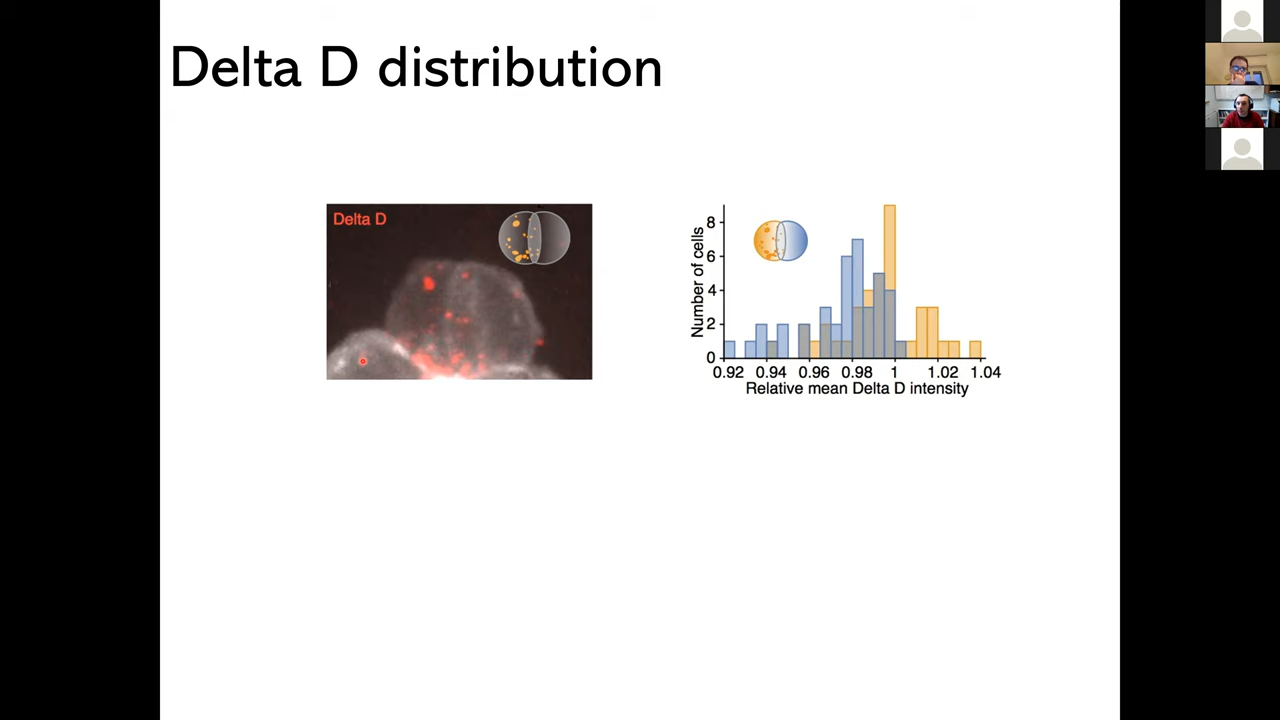 Delta D distribution
Delta D
Number of cells
8
6
4
2
0
0.92 0.94 0.96 0.98 1 1.02 1.04
Relative mean Delta D intensity